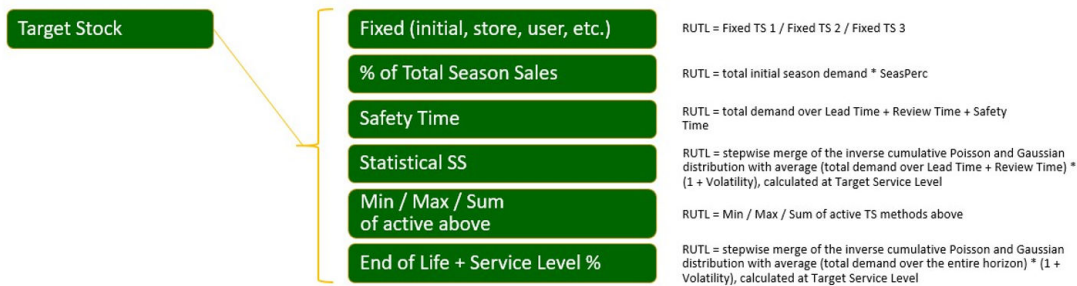 Target Stock
Fixed (initial, store, user, etc.)
RUTL = Fixed TS 1 / Fixed TS 2 / Fixed TS 3
% of Total Season Sales
RUTL = total initial season demand * SeasPerc
Safety Time
RUTL = total demand over Lead Time + Review Time + Safety
Time
Statistical SS
RUTL = stepwise merge of the inverse cumulative Poisson and Gaussian
distribution with average (total demand over Lead Time + Review Time) *
(1 + Volatility), calculated at Target Service Level
Min / Max / Sum
of active above
RUTL = Min / Max / Sum of active TS methods above
End of Life + Service Level %
RUTL = stepwise merge of the inverse cumulative Poisson and Gaussian
distribution with average (total demand over the entire horizon) * (1 +
Volatility), calculated at Target Service Level